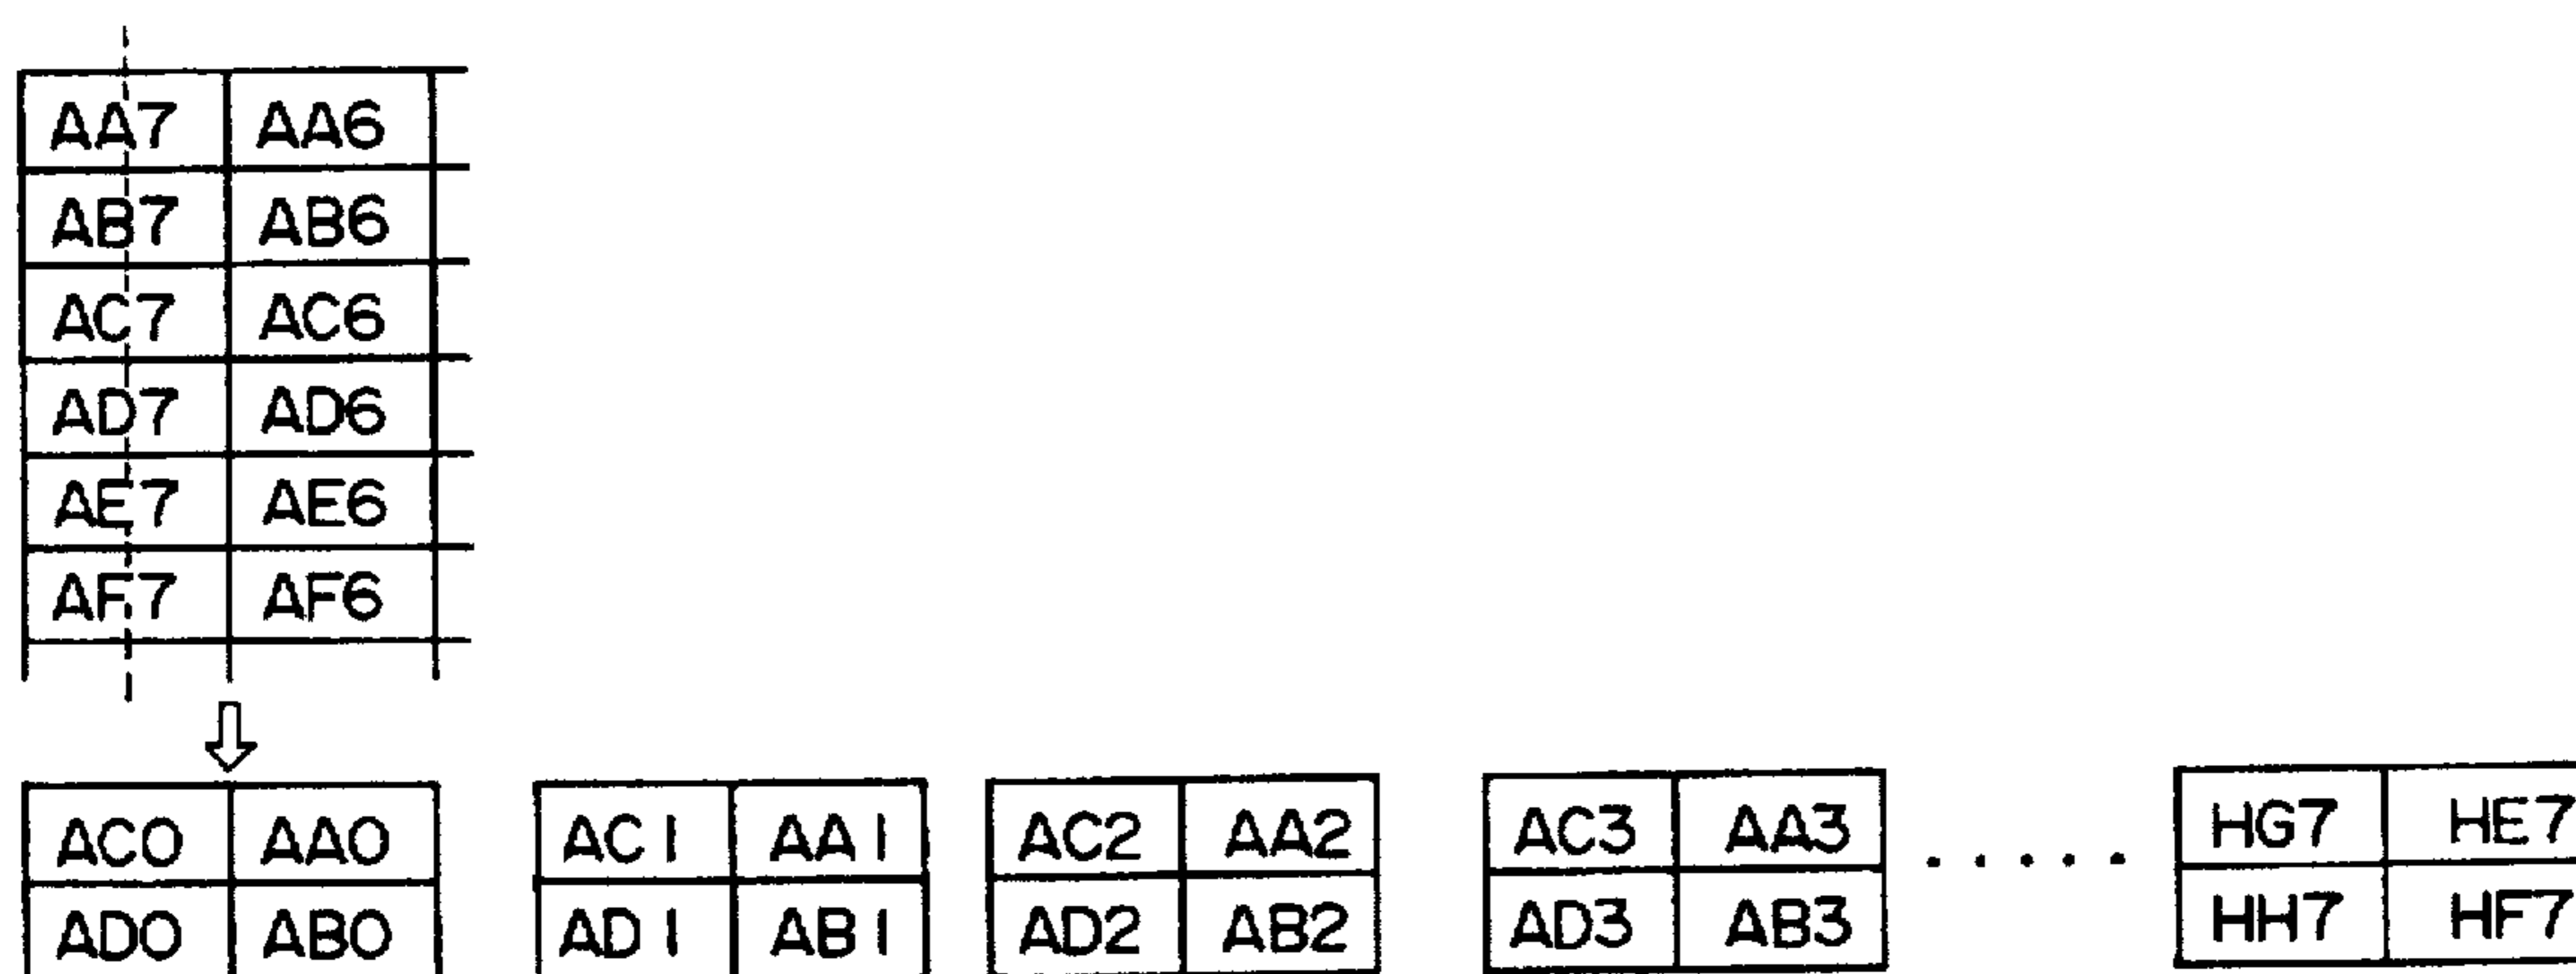 AA7 AA6
AB7 AB6
AC7 AC6
AD7 AD6
AE7 AE6
AF7 AF6
AC0 AA0 AC1 AA1 AC2 AA2 AC3 AA3 ..... HG7 HE7
AD0 AB0 AD1 AB1 AD2 AB2 AD3 AB3 HH7 HF7